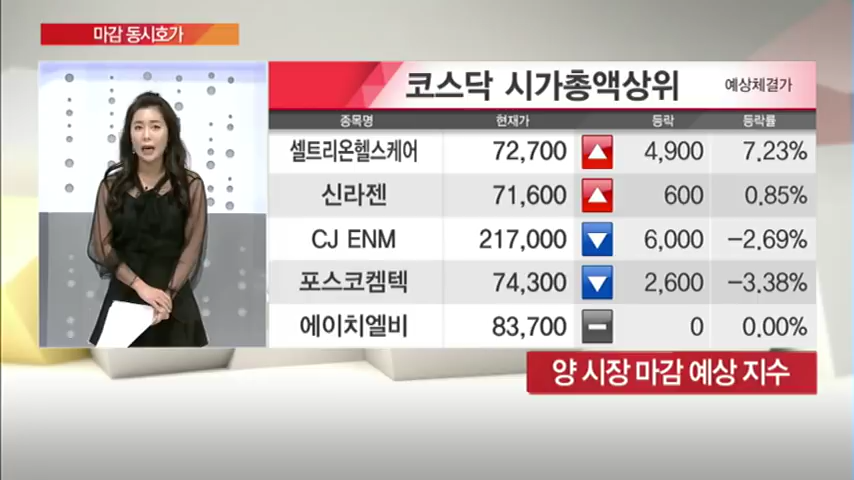 마감 동시호가
코스닥 시가총액상위 예상체결가
종목명 현재가 등락 등락률
셀트리온헬스케어 72,700 4,900 7.23%
신라젠 71,600 600 0.85%
CJ ENM 217,000 6,000 -2.69%
포스코켐텍 74,300 2,600 -3.38%
에이치엘비 83,700 0 0.00%
양 시장 마감 예상 지수